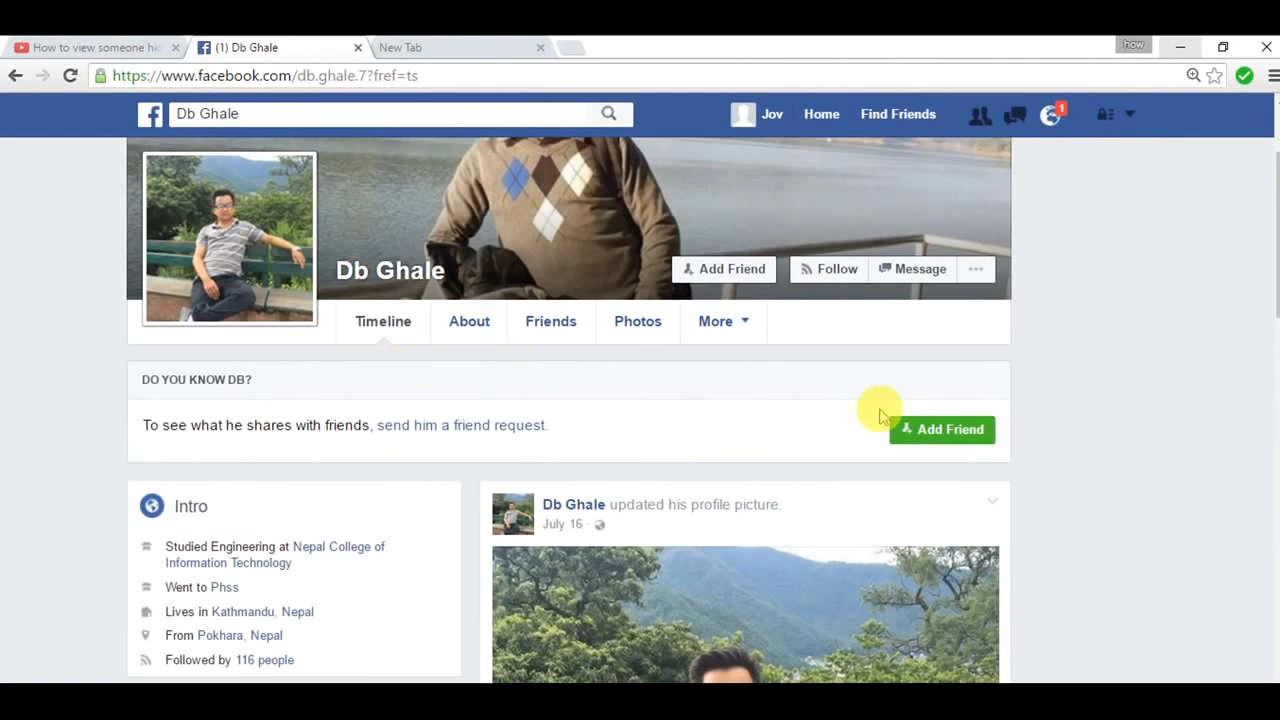 How to view someone hid
(1) Db Ghale
New Tab
how
https://www.facebook.com/db.ghale.7?fref=ts
Db Ghale
Jov
Home
Find Friends
1
Db Ghale
Add Friend
Follow
Message
Timeline
About
Friends
Photos
More
DO YOU KNOW DB?
To see what he shares with friends, send him a friend request.
Add Friend
Intro
Studied Engineering at Nepal College of
Information Technology
Went to Phss
Lives in Kathmandu, Nepal
From Pokhara, Nepal
Followed by 116 people
Db Ghale updated his profile picture.
July 16 ·